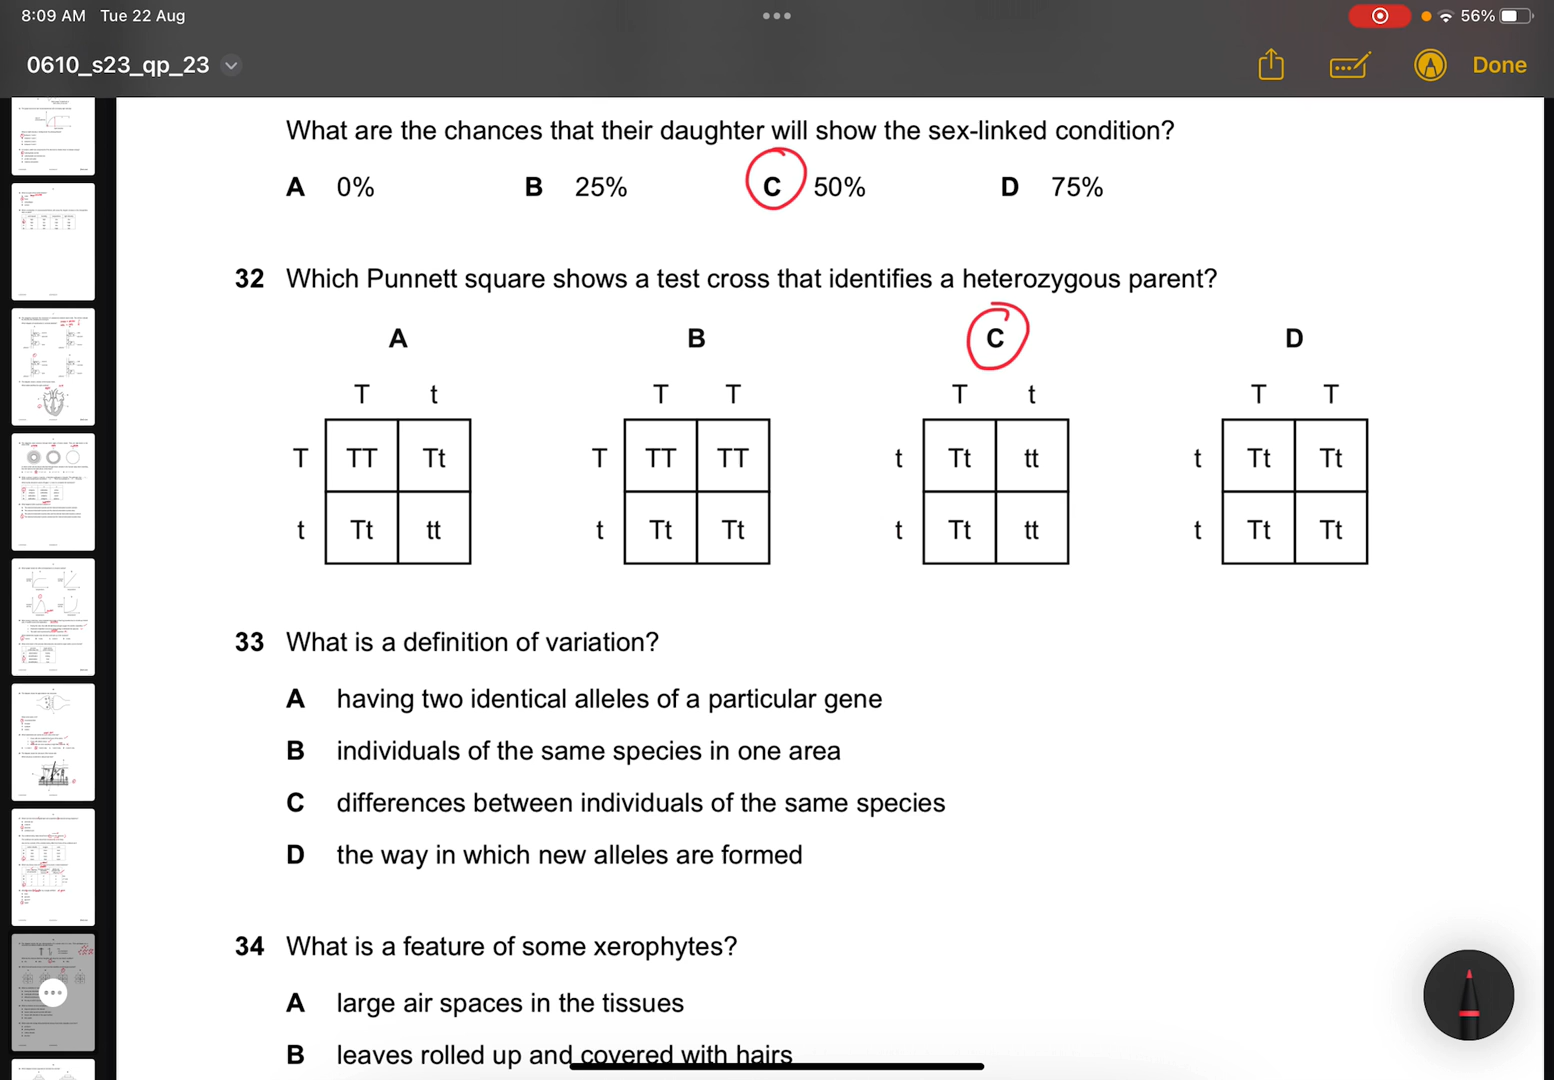 8:09 AM Tue 22 Aug
56%
0610_s23_qp_23
Done
What are the chances that their daughter will show the sex-linked condition?
A 0% B 25% C 50% D 75%
32 Which Punnett square shows a test cross that identifies a heterozygous parent?
A B C D
T t T T T t T T
T TT Tt T TT TT t Tt tt t Tt Tt
t Tt tt t Tt Tt t Tt tt t Tt Tt
33 What is a definition of variation?
A having two identical alleles of a particular gene
B individuals of the same species in one area
C differences between individuals of the same species
D the way in which new alleles are formed
34 What is a feature of some xerophytes?
A large air spaces in the tissues
B leaves rolled up and covered with hairs